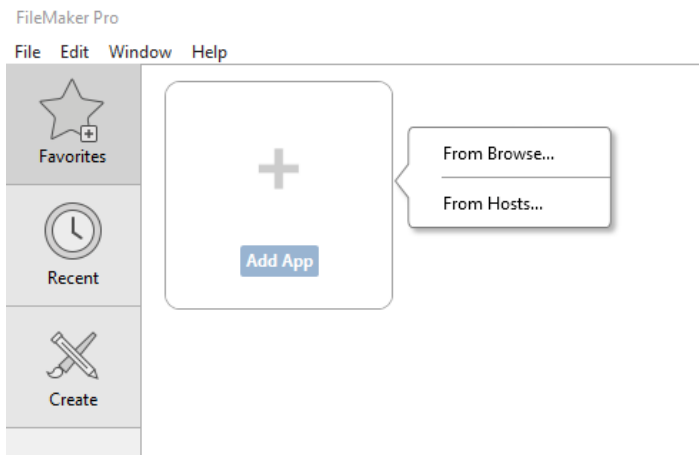 FileMaker Pro
File Edit Window Help
Favorites
From Browse...
From Hosts...
Add App
Recent
Create